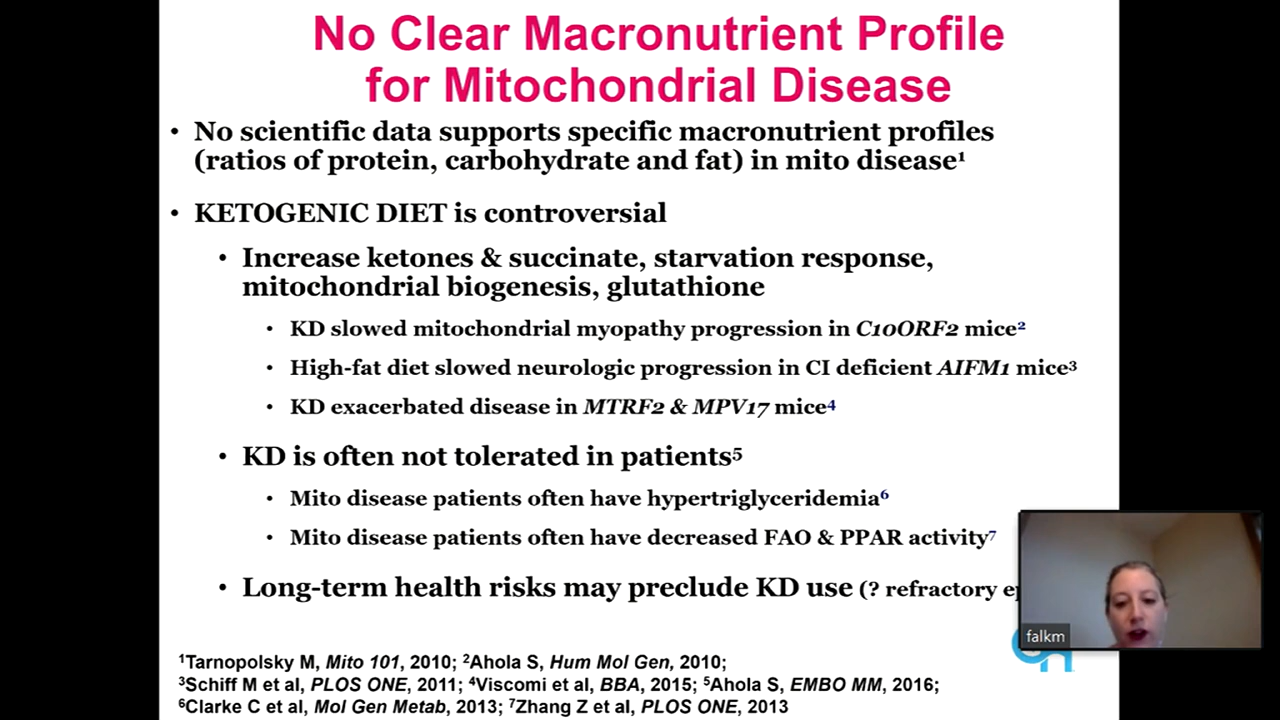 No Clear Macronutrient Profile
for Mitochondrial Disease
• No scientific data supports specific macronutrient profiles
(ratios of protein, carbohydrate and fat) in mito disease¹
• KETOGENIC DIET is controversial
• Increase ketones & succinate, starvation response,
mitochondrial biogenesis, glutathione
• KD slowed mitochondrial myopathy progression in C10ORF2 mice²
• High-fat diet slowed neurologic progression in CI deficient AIFM1 mice³
• KD exacerbated disease in MTRF2 & MPV17 mice⁴
• KD is often not tolerated in patients⁵
• Mito disease patients often have hypertriglyceridemia⁶
• Mito disease patients often have decreased FAO & PPAR activity⁷
• Long-term health risks may preclude KD use (? refractory
falkm
¹Tarnopolsky M, Mito 101, 2010; ²Ahola S, Hum Mol Gen, 2010;
³Schiff M et al, PLOS ONE, 2011; ⁴Viscomi et al, BBA, 2015; ⁵Ahola S, EMBO MM, 2016;
⁶Clarke C et al, Mol Gen Metab, 2013; ⁷Zhang Z et al, PLOS ONE, 2013